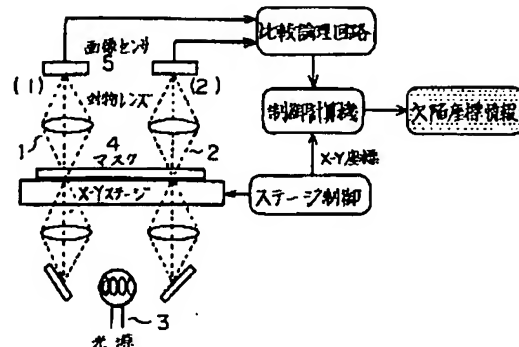 画像センサ
5
比較論理回路
(1)
(2)
対物レンズ
制御計算機
欠陥座標情報
1
4
マスク
2
X-Y座標
X-Yステージ
ステージ制御
3
光源